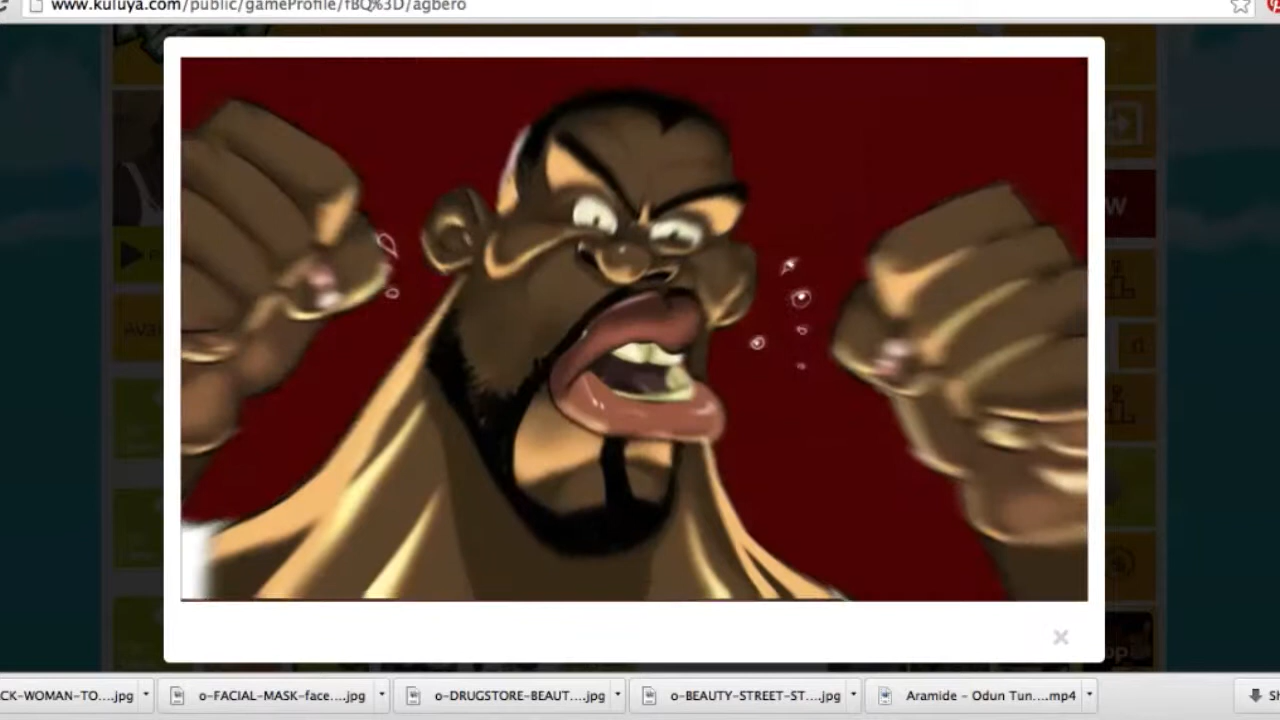 www.kuluya.com/public/gameProfile/fBQ%3D/agbero
W
CK-WOMAN-TO....jpg
o-FACIAL-MASK-face....jpg
o-DRUGSTORE-BEAUT....jpg
o-BEAUTY-STREET-ST....jpg
Aramide - Odun Tun....mp4
Sh